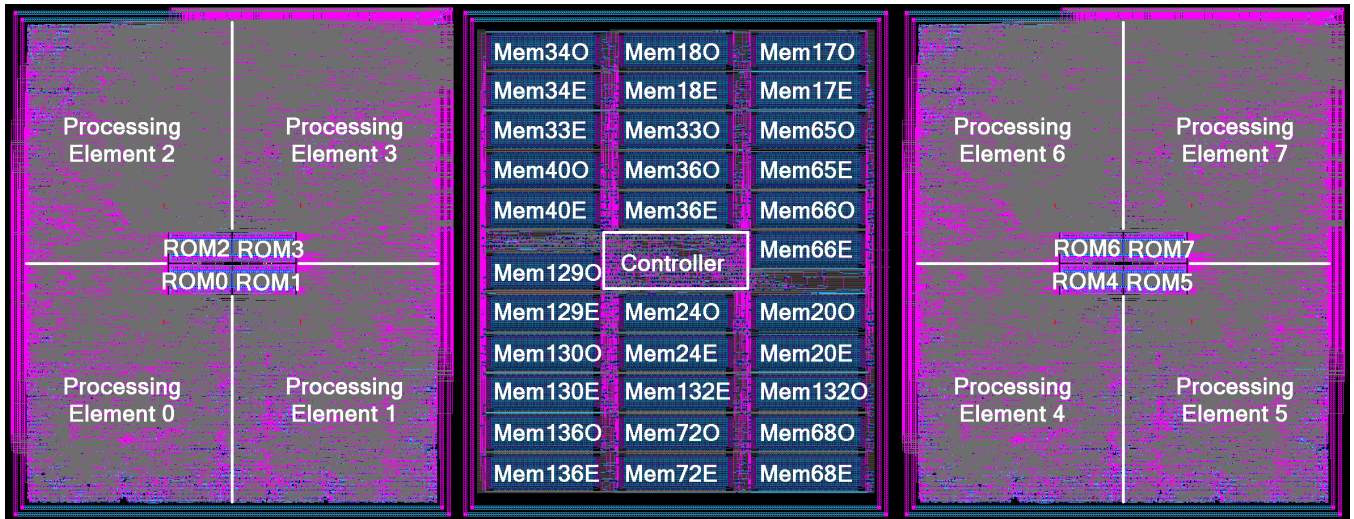 Processing
Element 2
Processing
Element 3
ROM2 ROM3
ROM0 ROM1
Processing
Element 0
Processing
Element 1
Mem34O Mem18O Mem17O
Mem34E Mem18E Mem17E
Mem33E Mem33O Mem65O
Mem40O Mem36O Mem65E
Mem40E Mem36E Mem66O
Mem129O Controller Mem66E
Mem129E Mem24O Mem20O
Mem130O Mem24E Mem20E
Mem130E Mem132E Mem132O
Mem136O Mem72O Mem68O
Mem136E Mem72E Mem68E
Processing
Element 6
Processing
Element 7
ROM6 ROM7
ROM4 ROM5
Processing
Element 4
Processing
Element 5